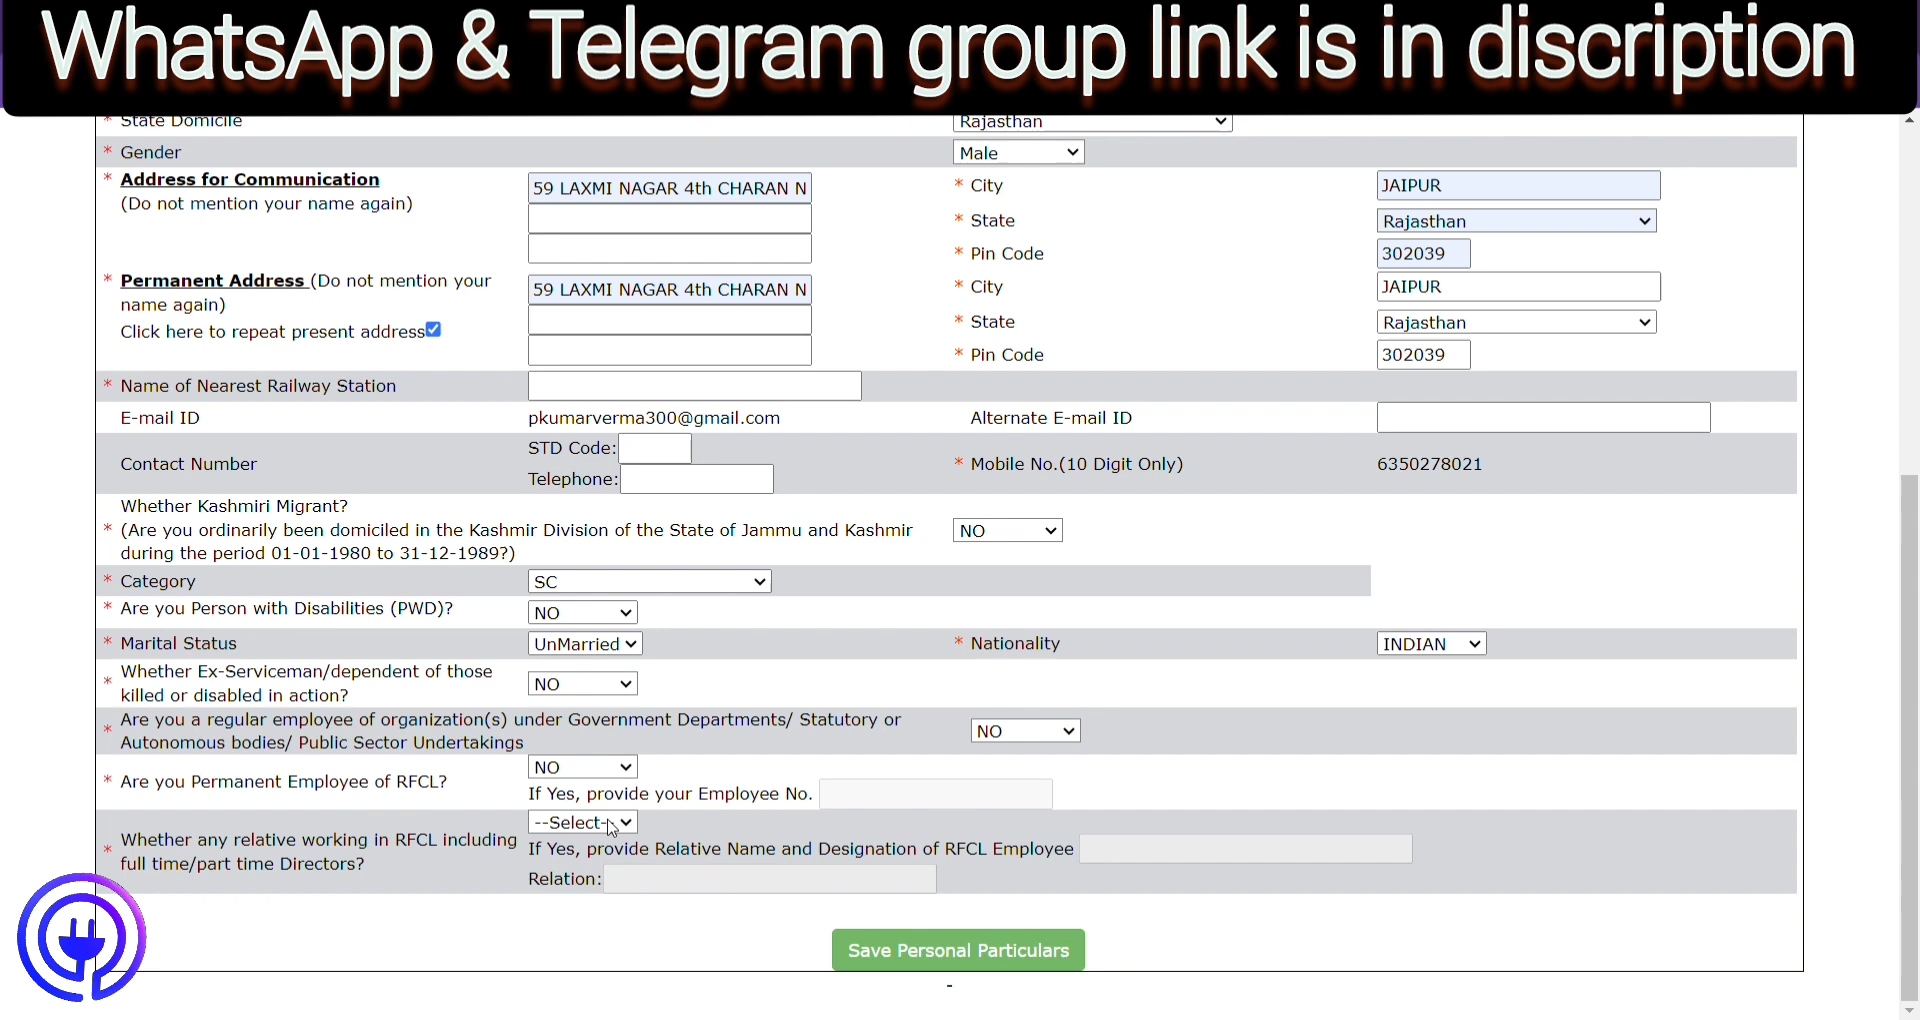 WhatsApp & Telegram group link is in discription
* State Domicile Rajasthan
* Gender Male
* Address for Communication 59 LAXMI NAGAR 4th CHARAN N * City JAIPUR
(Do not mention your name again)
* State Rajasthan
* Pin Code 302039
* Permanent Address (Do not mention your 59 LAXMI NAGAR 4th CHARAN N * City JAIPUR
name again)
Click here to repeat present address * State Rajasthan
* Pin Code 302039
* Name of Nearest Railway Station
E-mail ID pkumarverma300@gmail.com Alternate E-mail ID
STD Code:
Contact Number * Mobile No.(10 Digit Only) 6350278021
Telephone:
Whether Kashmiri Migrant?
* (Are you ordinarily been domiciled in the Kashmir Division of the State of Jammu and Kashmir NO
during the period 01-01-1980 to 31-12-1989?)
* Category SC
* Are you Person with Disabilities (PWD)? NO
* Marital Status UnMarried * Nationality INDIAN
Whether Ex-Serviceman/dependent of those
* killed or disabled in action? NO
Are you a regular employee of organization(s) under Government Departments/ Statutory or
* Autonomous bodies/ Public Sector Undertakings NO
NO
* Are you Permanent Employee of RFCL?
If Yes, provide your Employee No.
--Select-
* Whether any relative working in RFCL including
If Yes, provide Relative Name and Designation of RFCL Employee
full time/part time Directors?
Relation:
Save Personal Particulars
-